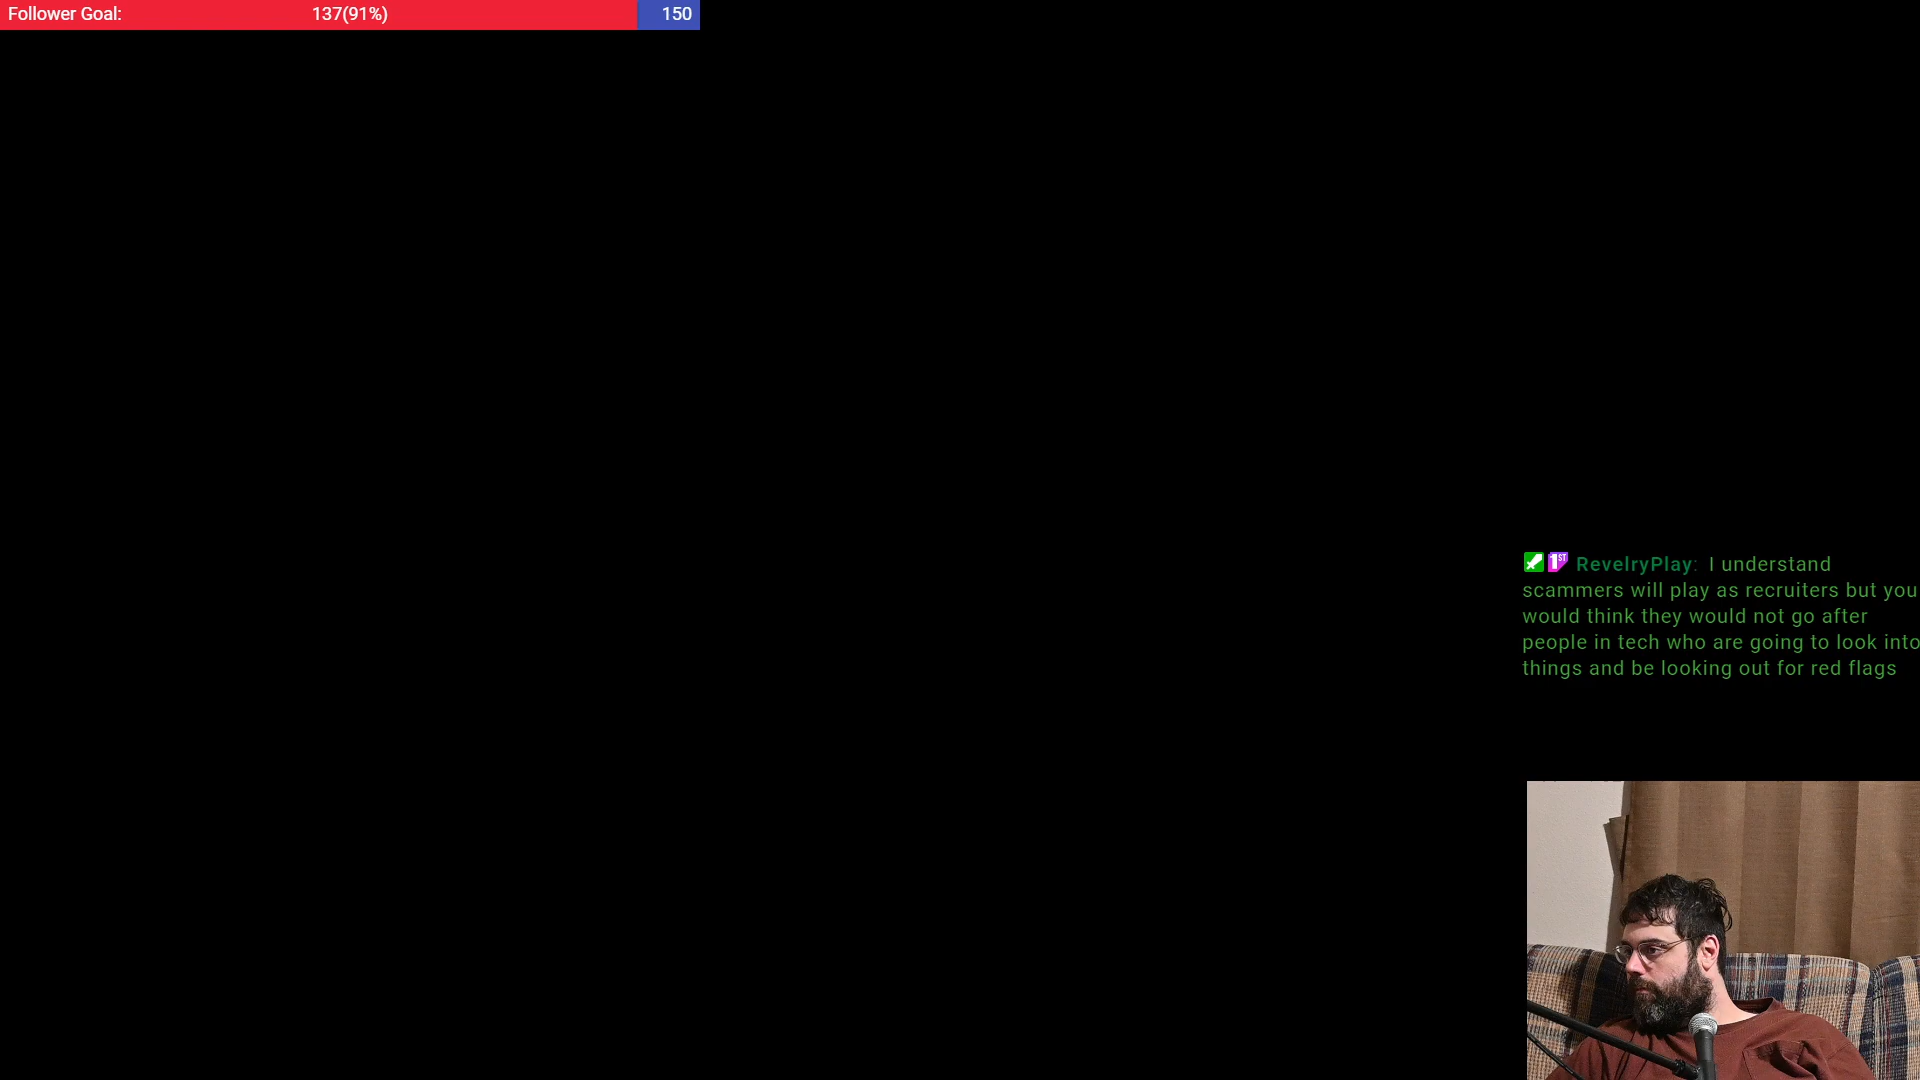 Follower Goal: 137(91%) 150
1ST RevelryPlay: I understand
scammers will play as recruiters but you
would think they would not go after
people in tech who are going to look into
things and be looking out for red flags